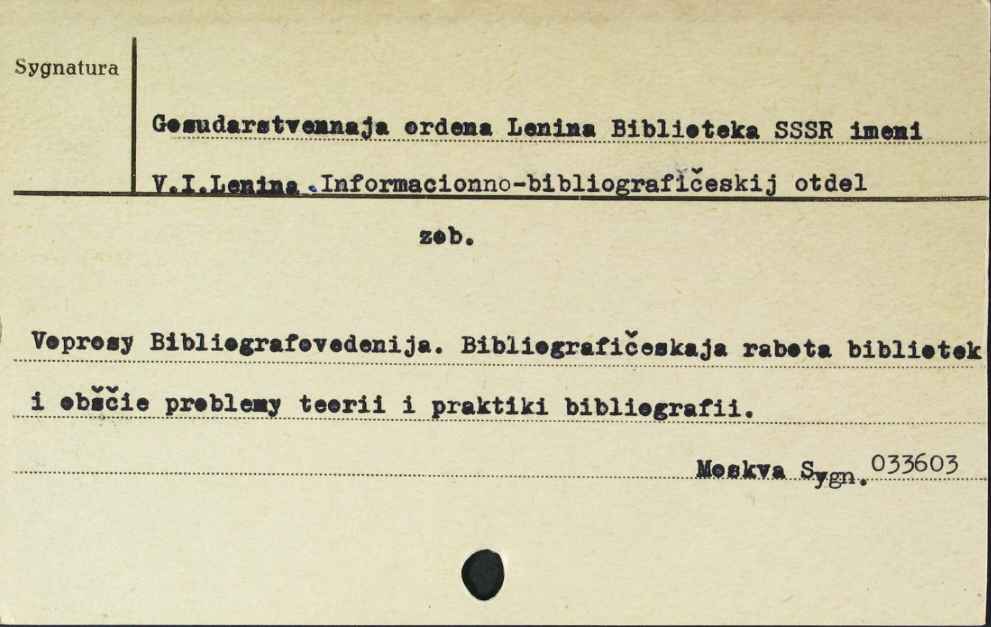 Sygnatura
Gosudarstvennaja ordena Lenina Biblioteka SSSR imeni
V.I.Lenina .Informacionno-bibliografičeskij otdel
zob.
Voprosy Bibliografovedenija. Bibliografičeskaja rabota bibliotek
i obščie problemy teorii i praktiki bibliografii.
Moskva Sygn.033603